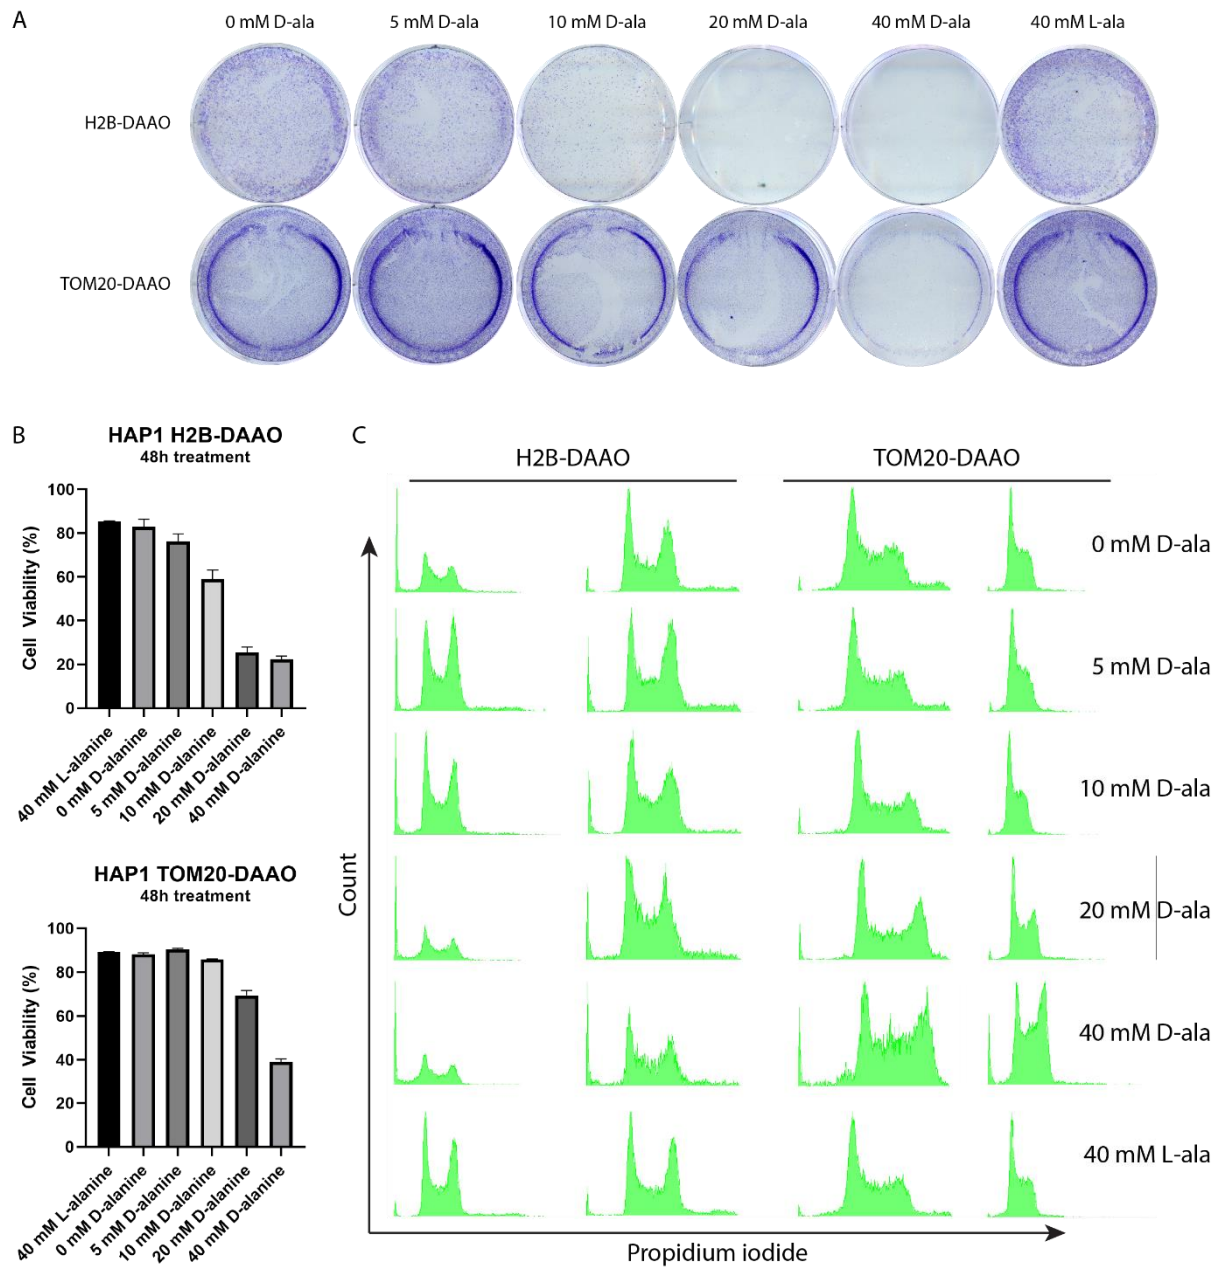 A
0 mM D-ala
5 mM D-ala
10 mM D-ala
20 mM D-ala
40 mM D-ala
40 mM L-ala
H2B-DAAO
TOM20-DAAO
B
HAP1 H2B-DAAO
48h treatment
Cell Viability (%)
100
80
60
40
20
0
40 mM L-alanine
0 mM D-alanine
5 mM D-alanine
10 mM D-alanine
20 mM D-alanine
40 mM D-alanine
HAP1 TOM20-DAAO
48h treatment
Cell Viability (%)
100
80
60
40
20
0
40 mM L-alanine
0 mM D-alanine
5 mM D-alanine
10 mM D-alanine
20 mM D-alanine
40 mM D-alanine
C
H2B-DAAO
TOM20-DAAO
0 mM D-ala
5 mM D-ala
10 mM D-ala
20 mM D-ala
40 mM D-ala
40 mM L-ala
Count
Propidium iodide